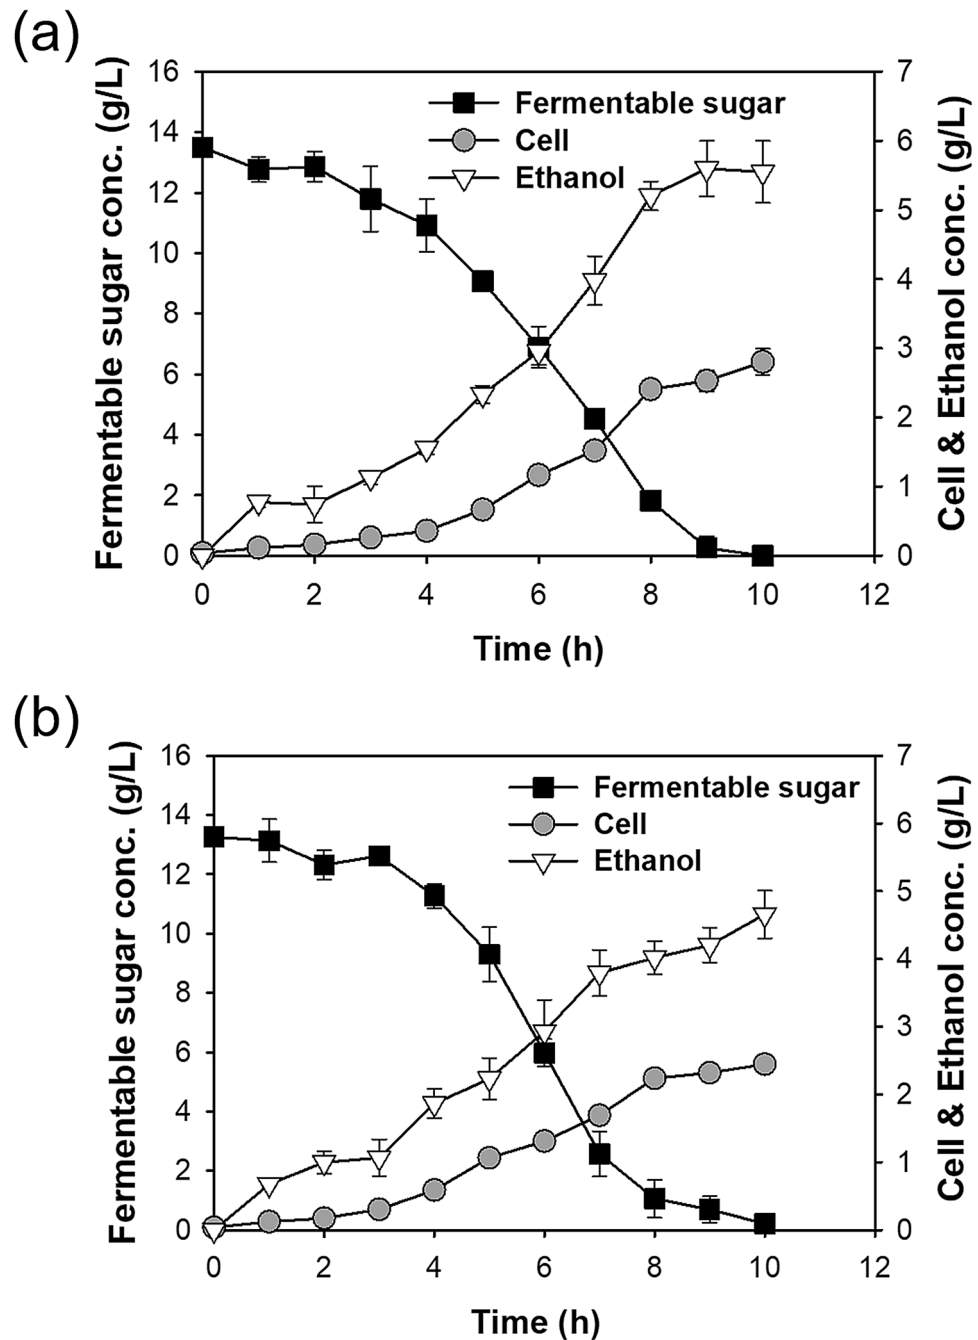 (a)
Fermentable sugar conc. (g/L)
16
14
12
10
8
6
4
2
0
Fermentable sugar
Cell
Ethanol
7
6
5
4
3
2
1
0
Cell & Ethanol conc. (g/L)
0 2 4 6 8 10 12
Time (h)
(b)
Fermentable sugar conc. (g/L)
16
14
12
10
8
6
4
2
0
Fermentable sugar
Cell
Ethanol
7
6
5
4
3
2
1
0
Cell & Ethanol conc. (g/L)
0 2 4 6 8 10 12
Time (h)